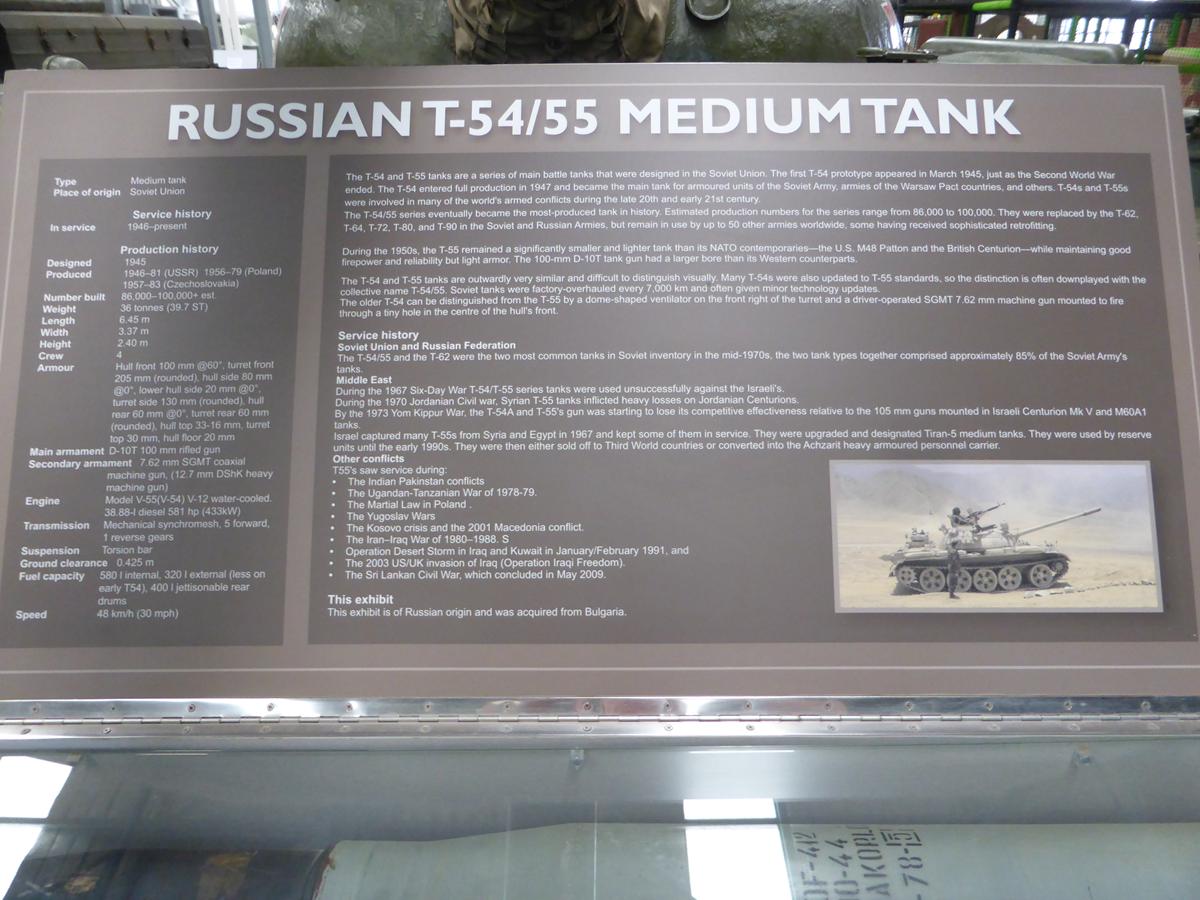 RUSSIAN T-54/55 MEDIUM TANK
Type Medium tank
Place of origin Soviet Union
Service history
In service 1946–present
Production history
Designed 1945
Produced 1946–81 (USSR) 1956–79 (Poland)
1957–83 (Czechoslovakia)
Number built 86,000–100,000+ est.
Weight 36 tonnes (39.7 ST)
Length 6.45 m
Width 3.37 m
Height 2.40 m
Crew 4
Armour Hull front 100 mm @60°, turret front
205 mm (rounded), hull side 80 mm
@0°, lower hull side 20 mm @0°,
turret side 130 mm (rounded), hull
rear 60 mm @0°, turret rear 60 mm
(rounded), hull top 33-16 mm, turret
top 30 mm, hull floor 20 mm
Main armament D-10T 100 mm rifled gun
Secondary armament 7.62 mm SGMT coaxial
machine gun, (12.7 mm DShK heavy
machine gun)
Engine Model V-55(V-54) V-12 water-cooled.
38.88-l diesel 581 hp (433kW)
Transmission Mechanical synchromesh, 5 forward,
1 reverse gears
Suspension Torsion bar
Ground clearance 0.425 m
Fuel capacity 580 l internal, 320 l external (less on
early T54), 400 l jettisonable rear
drums
Speed 48 km/h (30 mph)
The T-54 and T-55 tanks are a series of main battle tanks that were designed in the Soviet Union. The first T-54 prototype appeared in March 1945, just as the Second World War
ended. The T-54 entered full production in 1947 and became the main tank for armoured units of the Soviet Army, armies of the Warsaw Pact countries, and others. T-54s and T-55s
were involved in many of the world's armed conflicts during the late 20th and early 21st century.
The T-54/55 series eventually became the most-produced tank in history. Estimated production numbers for the series range from 86,000 to 100,000. They were replaced by the T-62,
T-64, T-72, T-80, and T-90 in the Soviet and Russian Armies, but remain in use by up to 50 other armies worldwide, some having received sophisticated retrofitting.
During the 1950s, the T-55 remained a significantly smaller and lighter tank than its NATO contemporaries—the U.S. M48 Patton and the British Centurion—while maintaining good
firepower and reliability but light armor. The 100-mm D-10T tank gun had a larger bore than its Western counterparts.
The T-54 and T-55 tanks are outwardly very similar and difficult to distinguish visually. Many T-54s were also updated to T-55 standards, so the distinction is often downplayed with the
collective name T-54/55. Soviet tanks were factory-overhauled every 7,000 km and often given minor technology updates.
The older T-54 can be distinguished from the T-55 by a dome-shaped ventilator on the front right of the turret and a driver-operated SGMT 7.62 mm machine gun mounted to fire
through a tiny hole in the centre of the hull's front.
Service history
Soviet Union and Russian Federation
The T-54/55 and the T-62 were the two most common tanks in Soviet inventory in the mid-1970s, the two tank types together comprised approximately 85% of the Soviet Army's
tanks.
Middle East
During the 1967 Six-Day War T-54/T-55 series tanks were used unsuccessfully against the Israeli's.
During the 1970 Jordanian Civil war, Syrian T-55 tanks inflicted heavy losses on Jordanian Centurions.
By the 1973 Yom Kippur War, the T-54A and T-55's gun was starting to lose its competitive effectiveness relative to the 105 mm guns mounted in Israeli Centurion Mk V and M60A1
tanks.
Israel captured many T-55s from Syria and Egypt in 1967 and kept some of them in service. They were upgraded and designated Tiran-5 medium tanks. They were used by reserve
units until the early 1990s. They were then either sold off to Third World countries or converted into the Achzarit heavy armoured personnel carrier.
Other conflicts
T55's saw service during:
• The Indian Pakinstan conflicts
• The Ugandan-Tanzanian War of 1978-79.
• The Martial Law in Poland .
• The Yugoslav Wars
• The Kosovo crisis and the 2001 Macedonia conflict.
• The Iran–Iraq War of 1980–1988. S
• Operation Desert Storm in Iraq and Kuwait in January/February 1991, and
• The 2003 US/UK invasion of Iraq (Operation Iraqi Freedom).
• The Sri Lankan Civil War, which concluded in May 2009.
This exhibit
This exhibit is of Russian origin and was acquired from Bulgaria.